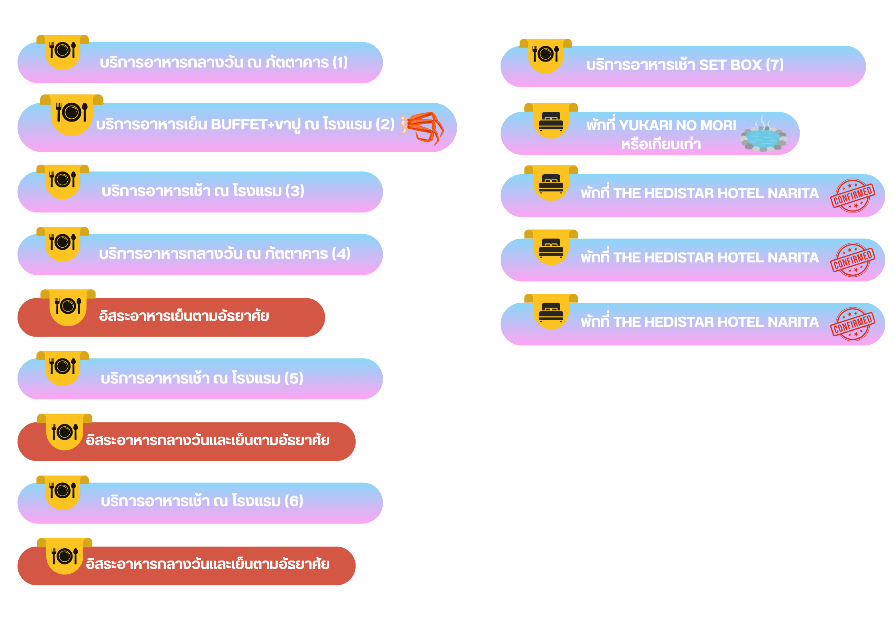 บริการอาหารกลางวัน ณ ภัตตาคาร (1)
บริการอาหารเย็น BUFFET+ขาปู ณ โรงแรม (2)
บริการอาหารเช้า ณ โรงแรม (3)
บริการอาหารกลางวัน ณ ภัตตาคาร (4)
อิสระอาหารเย็นตามอัธยาศัย
บริการอาหารเช้า ณ โรงแรม (5)
อิสระอาหารกลางวันและเย็นตามอัธยาศัย
บริการอาหารเช้า ณ โรงแรม (6)
อิสระอาหารกลางวันและเย็นตามอัธยาศัย
บริการอาหารเช้า SET BOX (7)
พักที่ YUKARI NO MORI
หรือเทียบเท่า
พักที่ THE HEDISTAR HOTEL NARITA
CONFIRMED
พักที่ THE HEDISTAR HOTEL NARITA
CONFIRMED
พักที่ THE HEDISTAR HOTEL NARITA
CONFIRMED